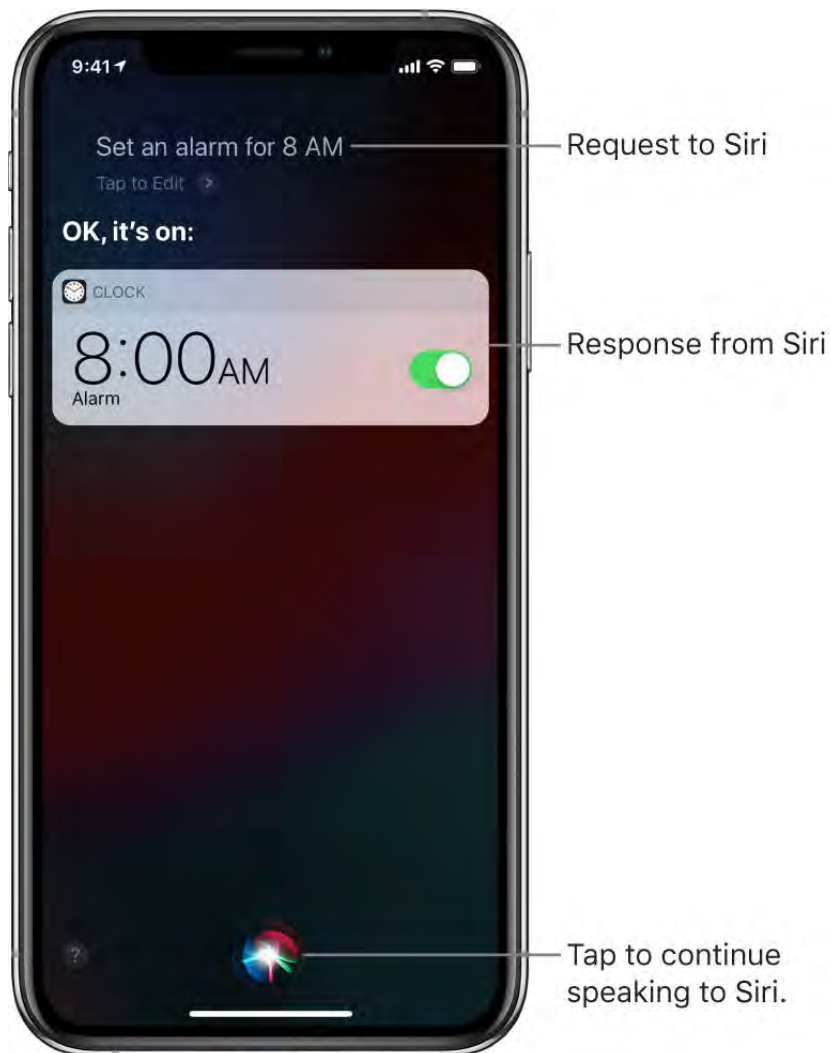 9:41
Set an alarm for 8 AM
Request to Siri
Tap to Edit
OK, it's on:
CLOCK
8:00AM
Response from Siri
Alarm
?
Tap to continue
speaking to Siri.